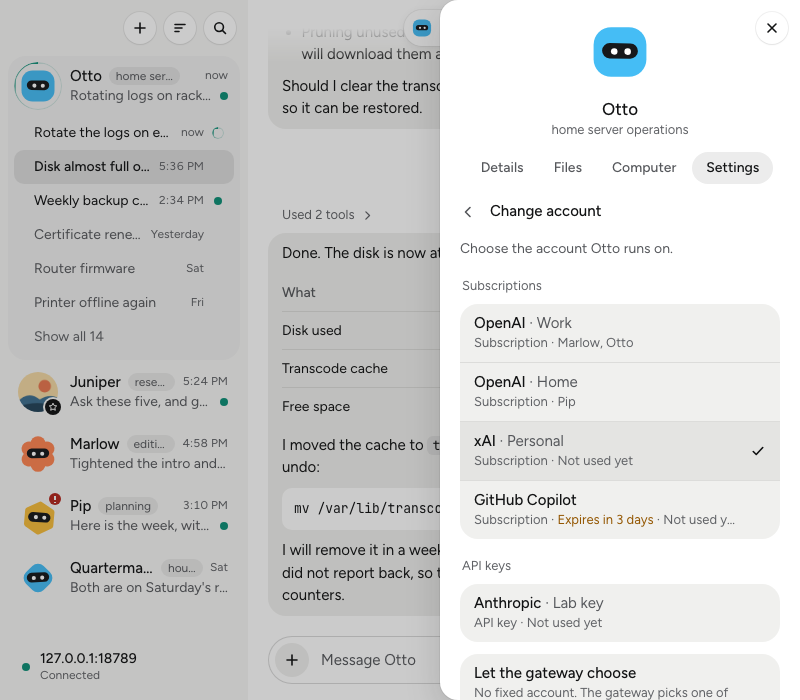 Otto
home ser...
now
Rotating logs on rack...
Rotate the logs on e...
now
Disk almost full o...
5:36 PM
Weekly backup c...
2:34 PM
Certificate rene...
Yesterday
Router firmware
Sat
Printer offline again
Fri
Show all 14
Juniper
rese...
5:24 PM
Ask these five, and g...
Marlow
editi...
4:58 PM
Tightened the intro and...
Pip
planning
3:10 PM
Here is the week, wit...
Quarterma...
hou...
Sat
Both are on Saturday's r...
127.0.0.1:18789
Connected
Pruning unused
will download them a
Should I clear the transc
so it can be restored.
Used 2 tools
Done. The disk is now at
What
Disk used
Transcode cache
Free space
I moved the cache to t
undo:
mv /var/lib/transco
I will remove it in a week
did not report back, so t
counters.
Message Otto
Otto
home server operations
Details
Files
Computer
Settings
Change account
Choose the account Otto runs on.
Subscriptions
OpenAI · Work
Subscription · Marlow, Otto
OpenAI · Home
Subscription · Pip
xAI · Personal
Subscription · Not used yet
GitHub Copilot
Subscription · Expires in 3 days · Not used y...
API keys
Anthropic · Lab key
API key · Not used yet
Let the gateway choose
No fixed account. The gateway picks one of